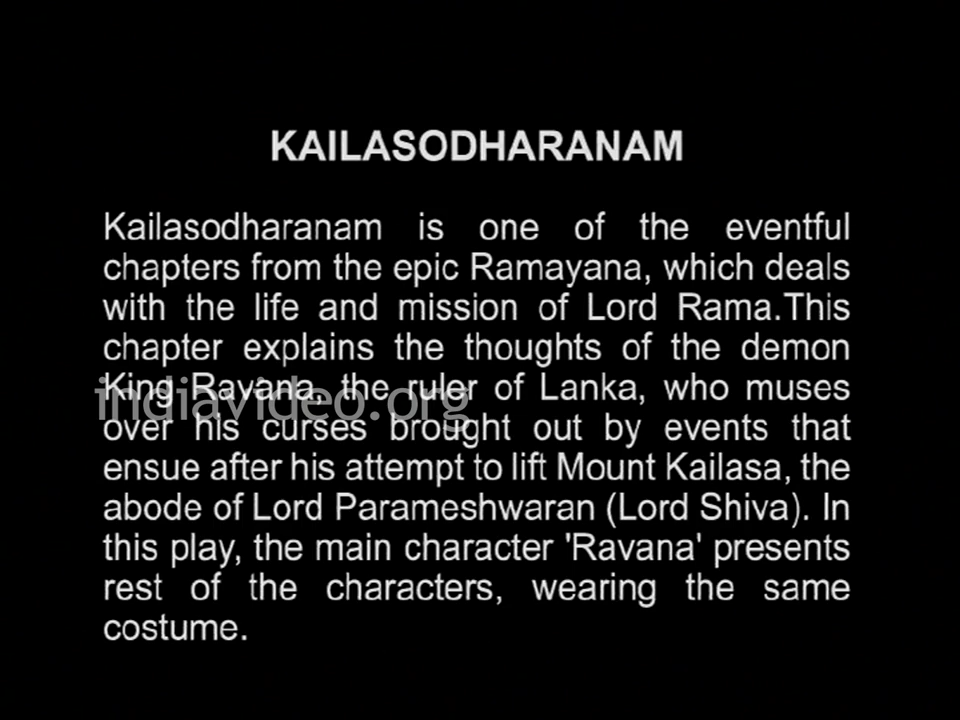 KAILASODHARANAM
Kailasodharanam is one of the eventful
chapters from the epic Ramayana, which deals
with the life and mission of Lord Rama.This
chapter explains the thoughts of the demon
King Ravana, the ruler of Lanka, who muses
indiavideo.org
over his curses brought out by events that
ensue after his attempt to lift Mount Kailasa, the
abode of Lord Parameshwaran (Lord Shiva). In
this play, the main character 'Ravana' presents
rest of the characters, wearing the same
costume.